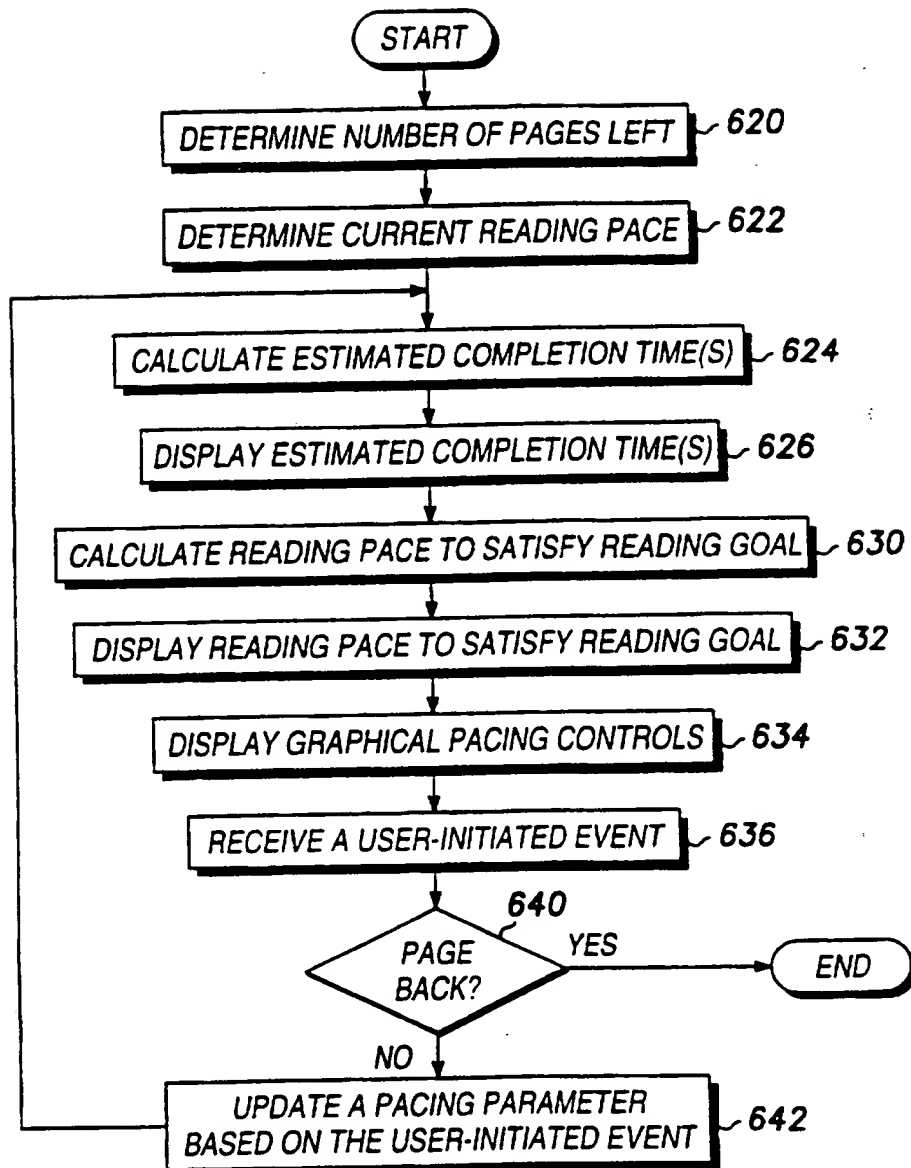 START
DETERMINE NUMBER OF PAGES LEFT 620
DETERMINE CURRENT READING PACE 622
CALCULATE ESTIMATED COMPLETION TIME(S) 624
DISPLAY ESTIMATED COMPLETION TIME(S) 626
CALCULATE READING PACE TO SATISFY READING GOAL 630
DISPLAY READING PACE TO SATISFY READING GOAL 632
DISPLAY GRAPHICAL PACING CONTROLS 634
RECEIVE A USER-INITIATED EVENT 636
640
PAGE
BACK?
YES
END
NO
UPDATE A PACING PARAMETER
BASED ON THE USER-INITIATED EVENT 642